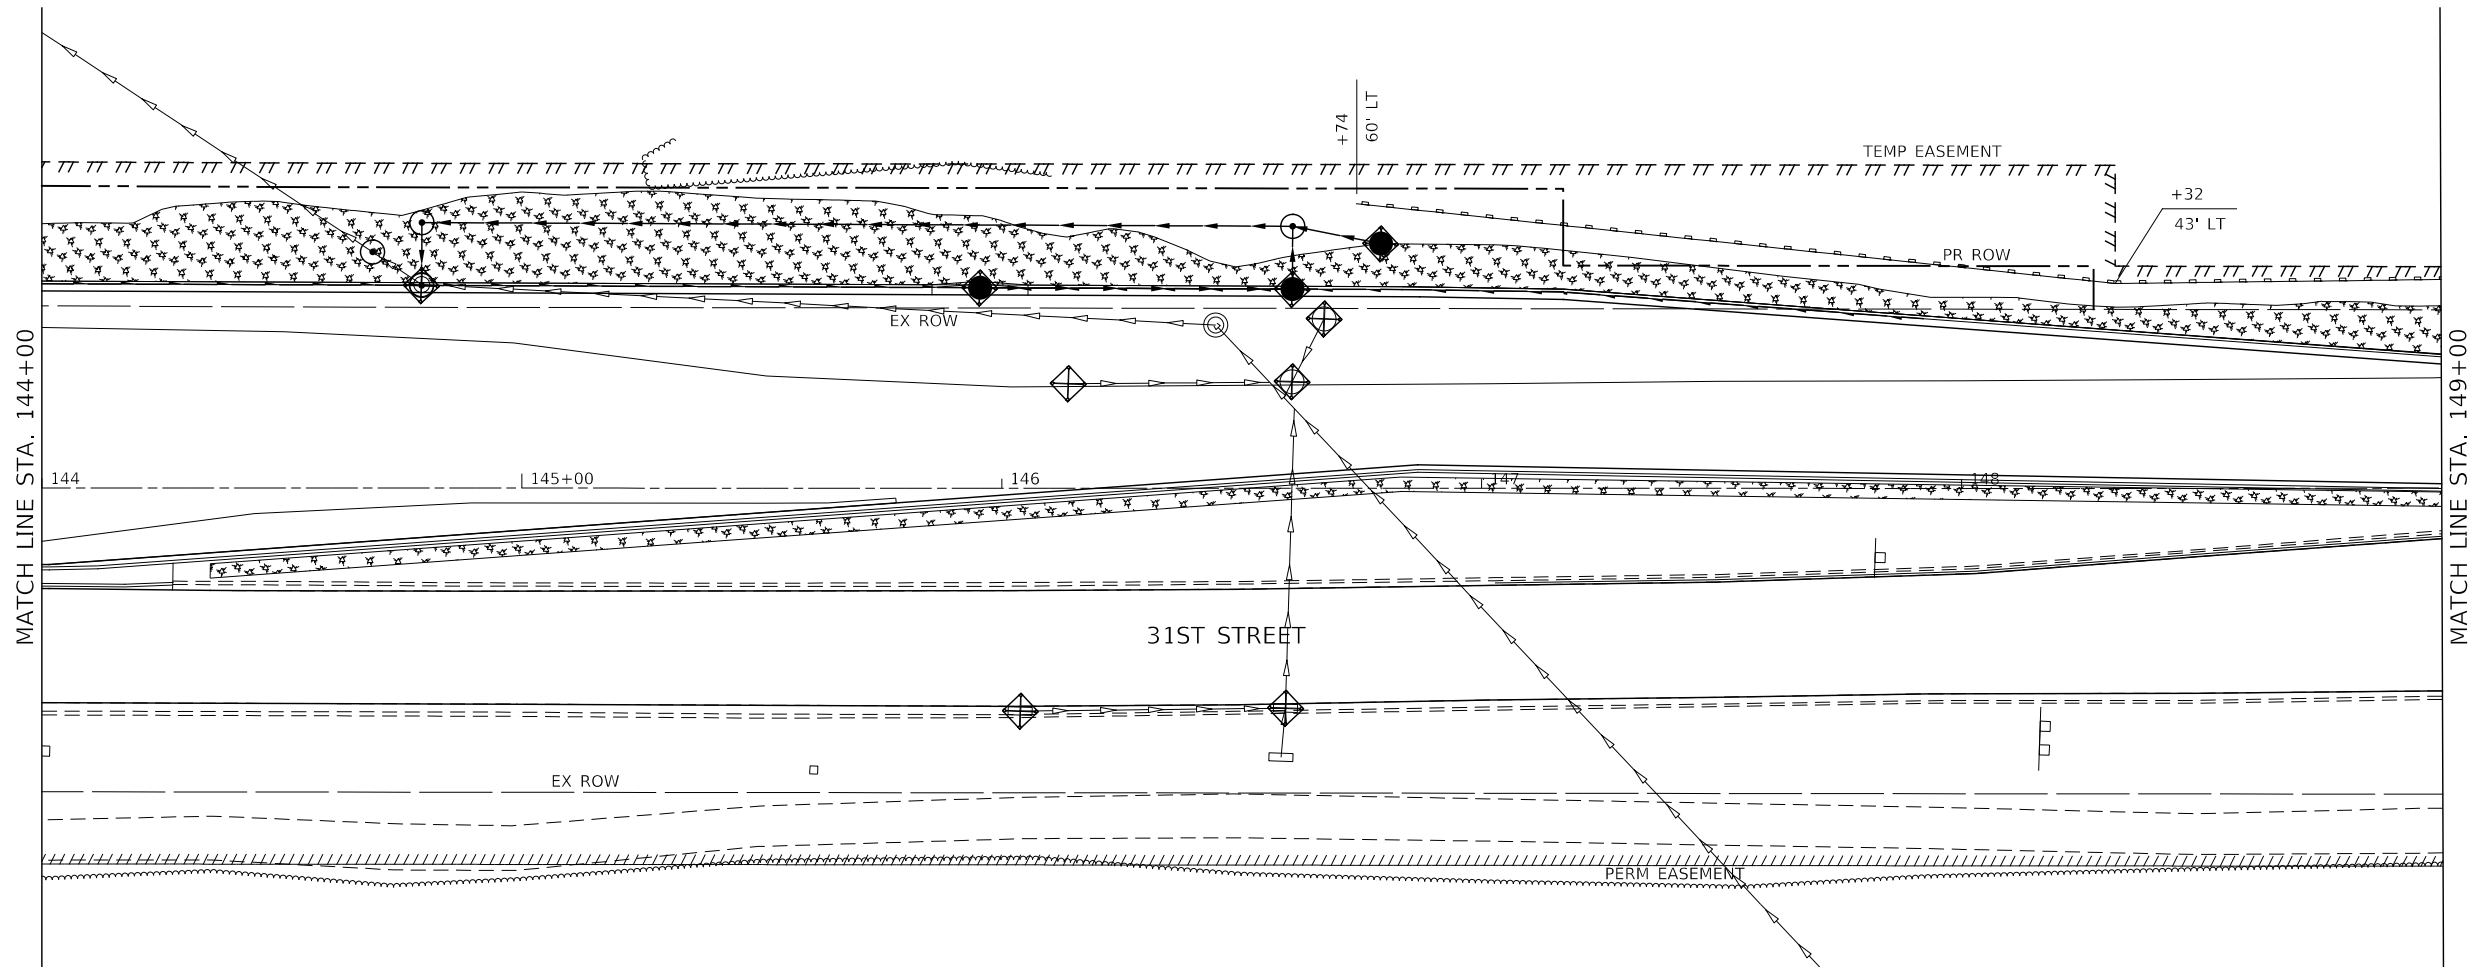 +74
60' LT
TEMP EASEMENT
+32
43' LT
PR ROW
EX ROW
MATCH LINE STA. 144+00
MATCH LINE STA. 149+00
144
145+00
146
147
148
31ST STREET
EX ROW
PERM EASEMENT